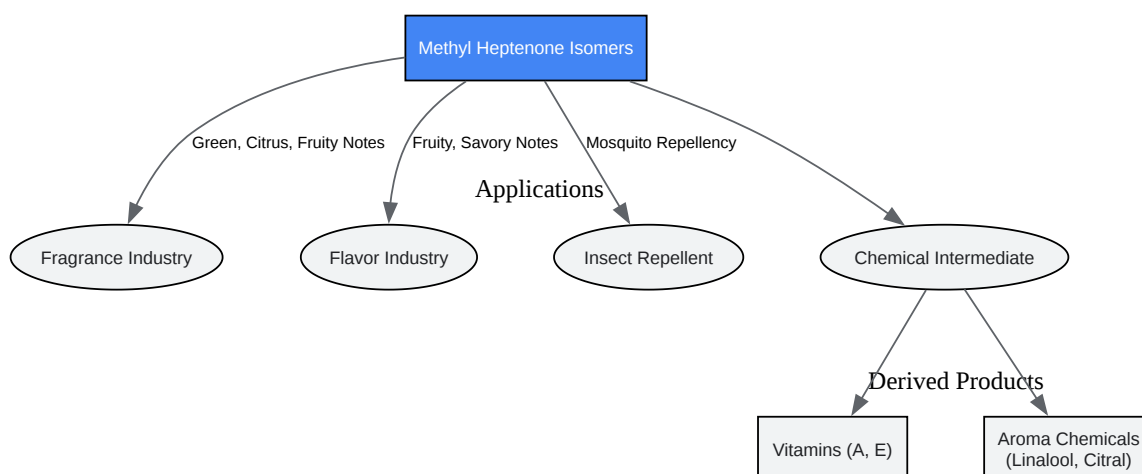 Methyl Heptenone Isomers
Green, Citrus, Fruity Notes
Fruity, Savory Notes
Mosquito Repellency
Applications
Fragrance Industry
Flavor Industry
Insect Repellent
Chemical Intermediate
Derived Products
Vitamins (A, E)
Aroma Chemicals
(Linalool, Citral)